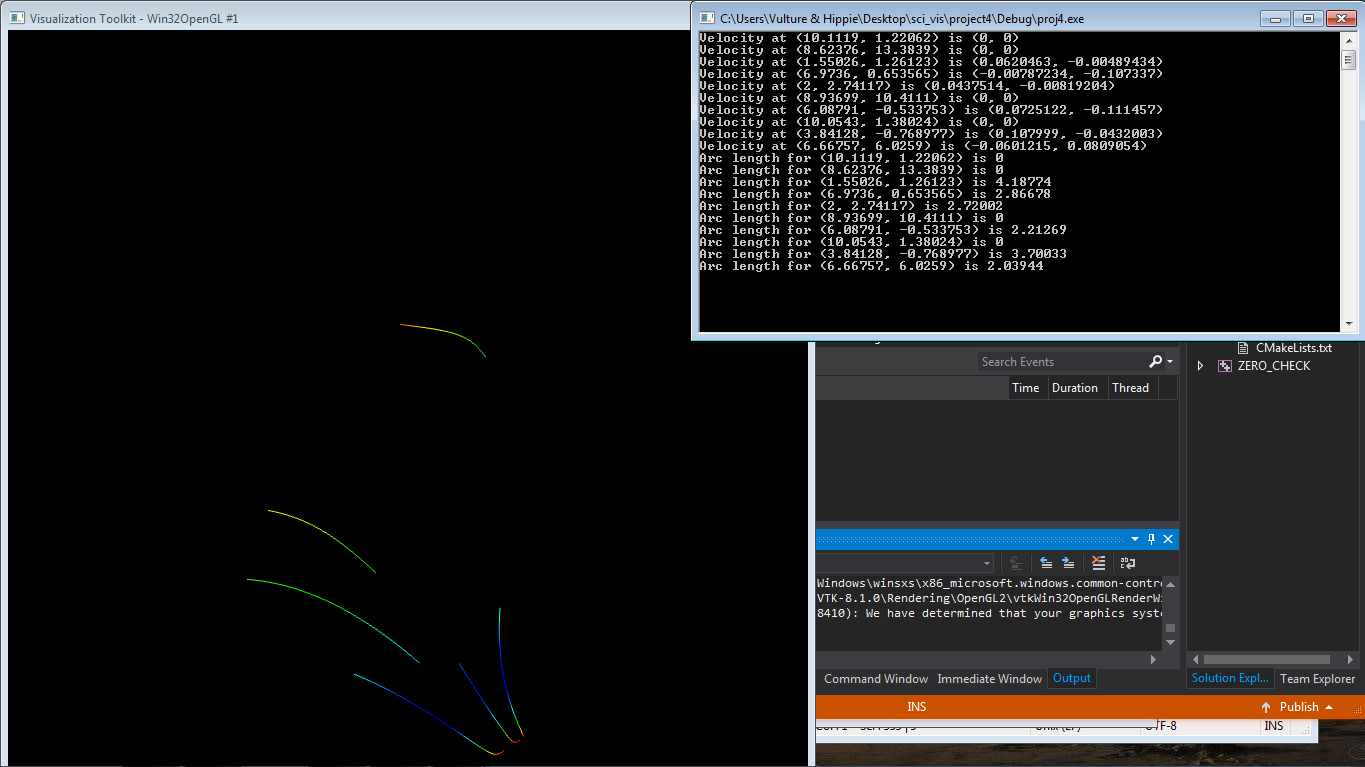 Visualization Toolkit - Win32OpenGL #1
C:\Users\Vulture & Hippie\Desktop\sci_vis\project4\Debug\proj4.exe
Velocity at (10.1119, 1.22062) is (0, 0)
Velocity at (8.62376, 13.3839) is (0, 0)
Velocity at (1.55026, 1.26123) is (0.0620463, -0.00489434)
Velocity at (6.9736, 0.653565) is (-0.00787234, -0.107337)
Velocity at (2, 2.74117) is (0.0437514, -0.00819204)
Velocity at (8.93699, 10.4111) is (0, 0)
Velocity at (6.08791, -0.533753) is (0.0725122, -0.111457)
Velocity at (10.0543, 1.38024) is (0, 0)
Velocity at (3.84128, -0.768977) is (0.107999, -0.0432003)
Velocity at (6.66757, 6.0259) is (-0.0601215, 0.0809054)
Arc length for (10.1119, 1.22062) is 0
Arc length for (8.62376, 13.3839) is 0
Arc length for (1.55026, 1.26123) is 4.18774
Arc length for (6.9736, 0.653565) is 2.86678
Arc length for (2, 2.74117) is 2.72002
Arc length for (8.93699, 10.4111) is 0
Arc length for (6.08791, -0.533753) is 2.21269
Arc length for (10.0543, 1.38024) is 0
Arc length for (3.84128, -0.768977) is 3.70033
Arc length for (6.66757, 6.0259) is 2.03944
CMakeLists.txt
Search Events
ZERO_CHECK
Time Duration Thread
Windows\winsxs\x86_microsoft.windows.common-contr
VTK-8.1.0\Rendering\OpenGL2\vtkWin32OpenGLRenderWi
8410): We have determined that your graphics syst
Command Window Immediate Window Output Solution Expl... Team Explorer
INS Publish
UTF-8 INS